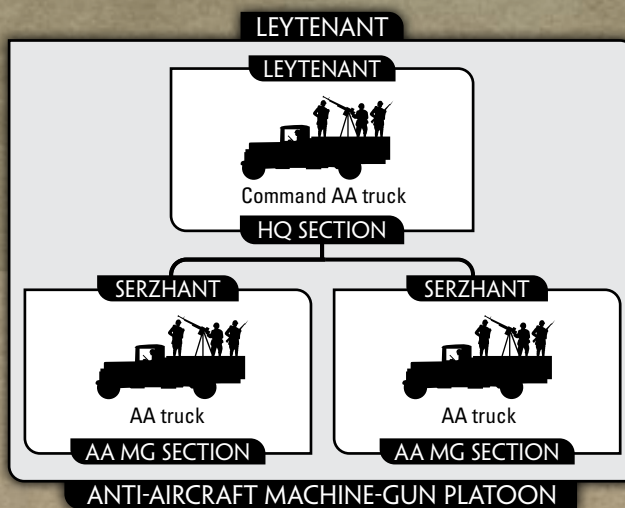 LEYTENANT
LEYTENANT
Command AA truck
HQ SECTION
SERZHANT
SERZHANT
AA truck
AA truck
AA MG SECTION
AA MG SECTION
ANTI-AIRCRAFT MACHINE-GUN PLATOON